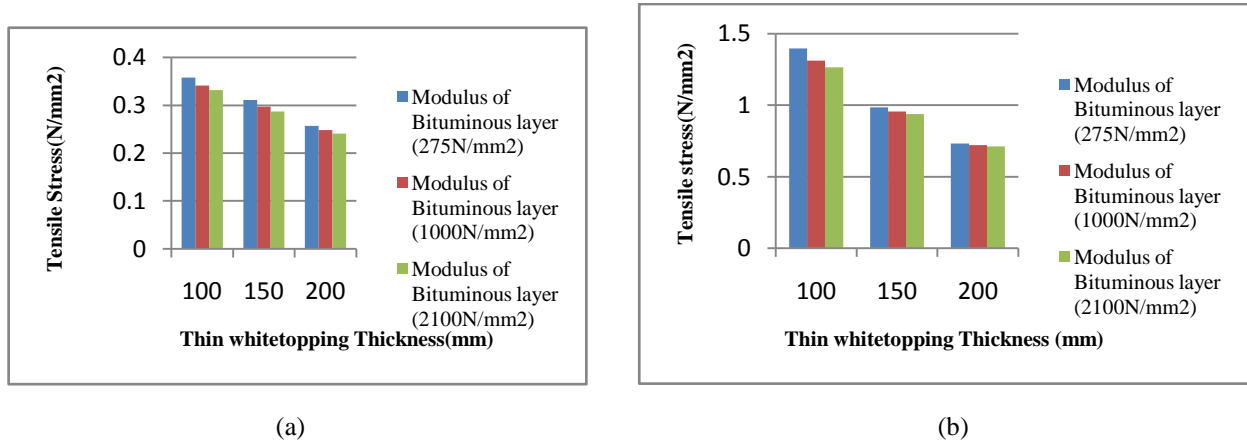 0.4
0.3
0.2
0.1
0
Tensile Stress(N/mm2)
100 150 200
Thin whitetopping Thickness(mm)
Modulus of
Bituminous layer
(275N/mm2)
Modulus of
Bituminous layer
(1000N/mm2)
Modulus of
Bituminous layer
(2100N/mm2)
(a)
1.5
1
0.5
0
Tensile stress(N/mm2)
100 150 200
Thin whitetopping Thickness (mm)
Modulus of
Bituminous layer
(275N/mm2)
Modulus of
Bituminous layer
(1000N/mm2)
Modulus of
Bituminous layer
(2100N/mm2)
(b)